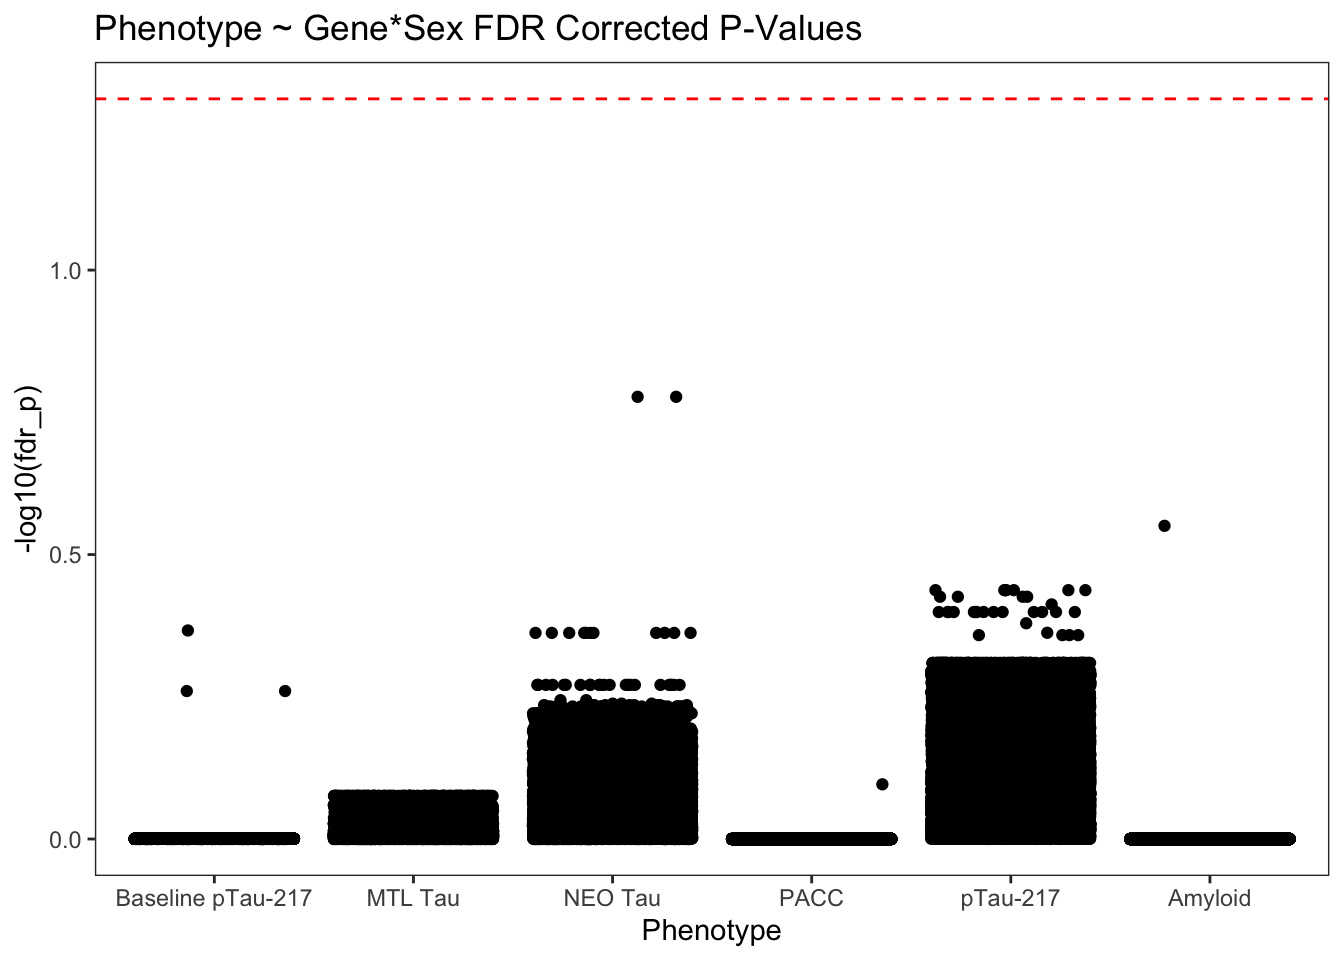 Phenotype ~ Gene*Sex FDR Corrected P-Values
-log10(fdr_p)
1.0
0.5
0.0
Baseline pTau-217 MTL Tau NEO Tau PACC pTau-217 Amyloid
Phenotype